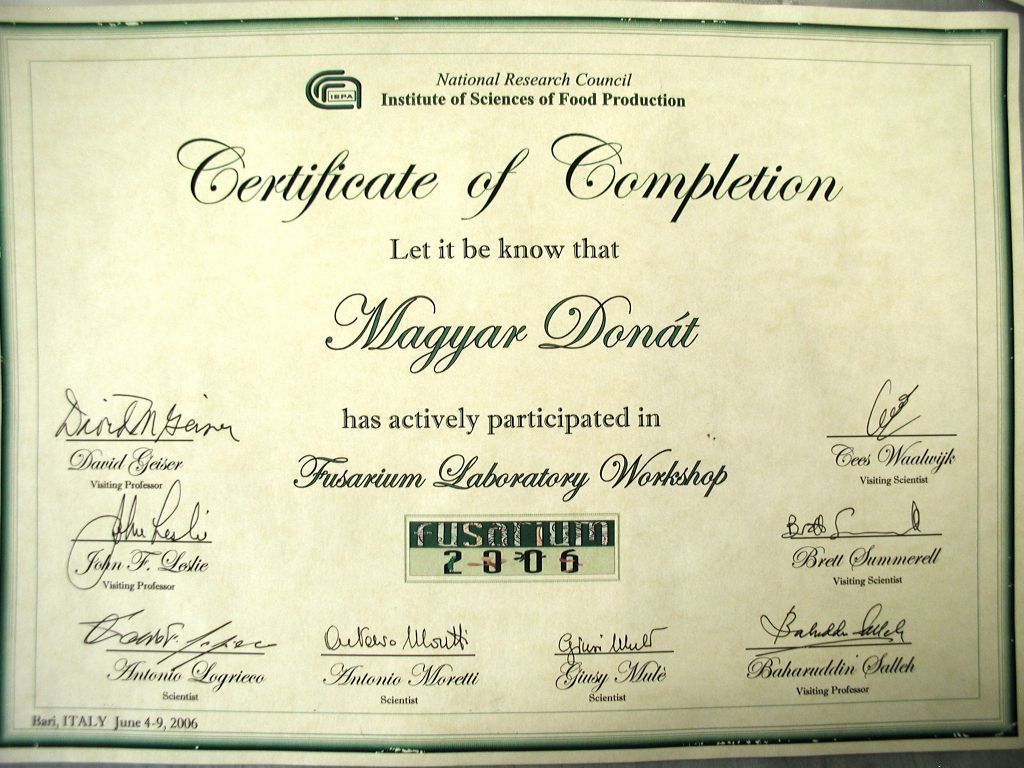 ISPA
National Research Council
Institute of Sciences of Food Production
Certificate of Completion
Let it be know that
Magyar Donát
has actively participated in
Fusarium Laboratory Workshop
fusarium
2006
David Geiser
Visiting Professor
John F. Leslie
Visiting Professor
Cees Waalwijk
Visiting Scientist
Brett Summerell
Visiting Scientist
Antonio Logrieco
Scientist
Antonio Moretti
Scientist
Giusy Mulè
Scientist
Baharuddin Salleh
Visiting Professor
Bari, ITALY June 4-9, 2006